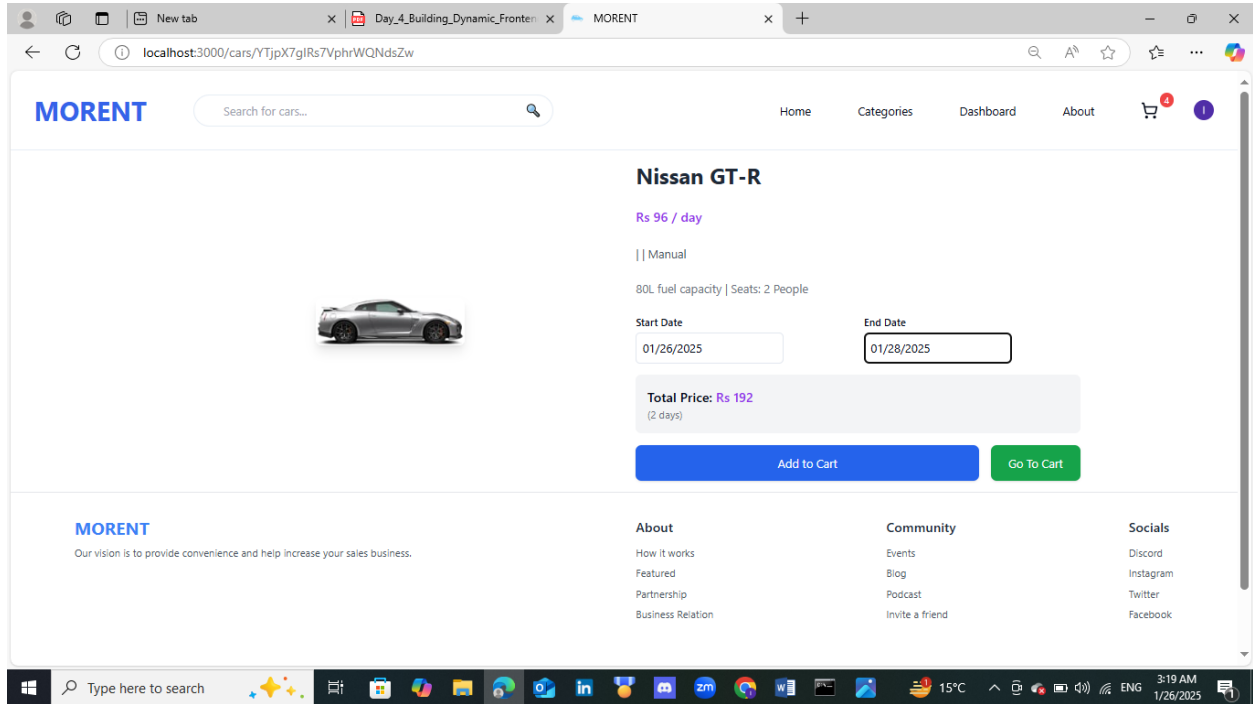 New tab
Day_4_Building_Dynamic_Fronten
MORENT
localhost:3000/cars/YTjpX7glRs7VphrWQNdsZw
MORENT
Search for cars...
Home
Categories
Dashboard
About
4
I
Nissan GT-R
Rs 96 / day
| | Manual
80L fuel capacity | Seats: 2 People
Start Date
End Date
01/26/2025
01/28/2025
Total Price: Rs 192
(2 days)
Add to Cart
Go To Cart
MORENT
Our vision is to provide convenience and help increase your sales business.
About
How it works
Featured
Partnership
Business Relation
Community
Events
Blog
Podcast
Invite a friend
Socials
Discord
Instagram
Twitter
Facebook
Type here to search
15°C
ENG
3:19 AM
1/26/2025